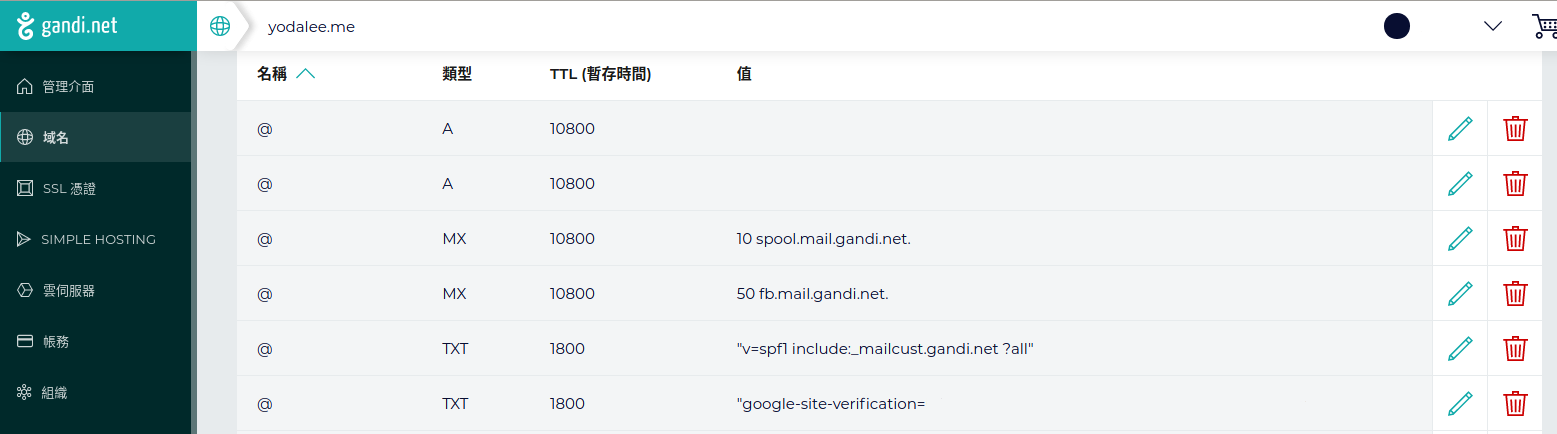 gandi.net
yodalee.me
管理介面
域名
SSL 憑證
SIMPLE HOSTING
雲伺服器
帳務
組織
名稱 類型 TTL (暫存時間) 值
@ A 10800
@ A 10800
@ MX 10800 10 spool.mail.gandi.net.
@ MX 10800 50 fb.mail.gandi.net.
@ TXT 1800 "v=spf1 include:_mailcust.gandi.net ?all"
@ TXT 1800 "google-site-verification=